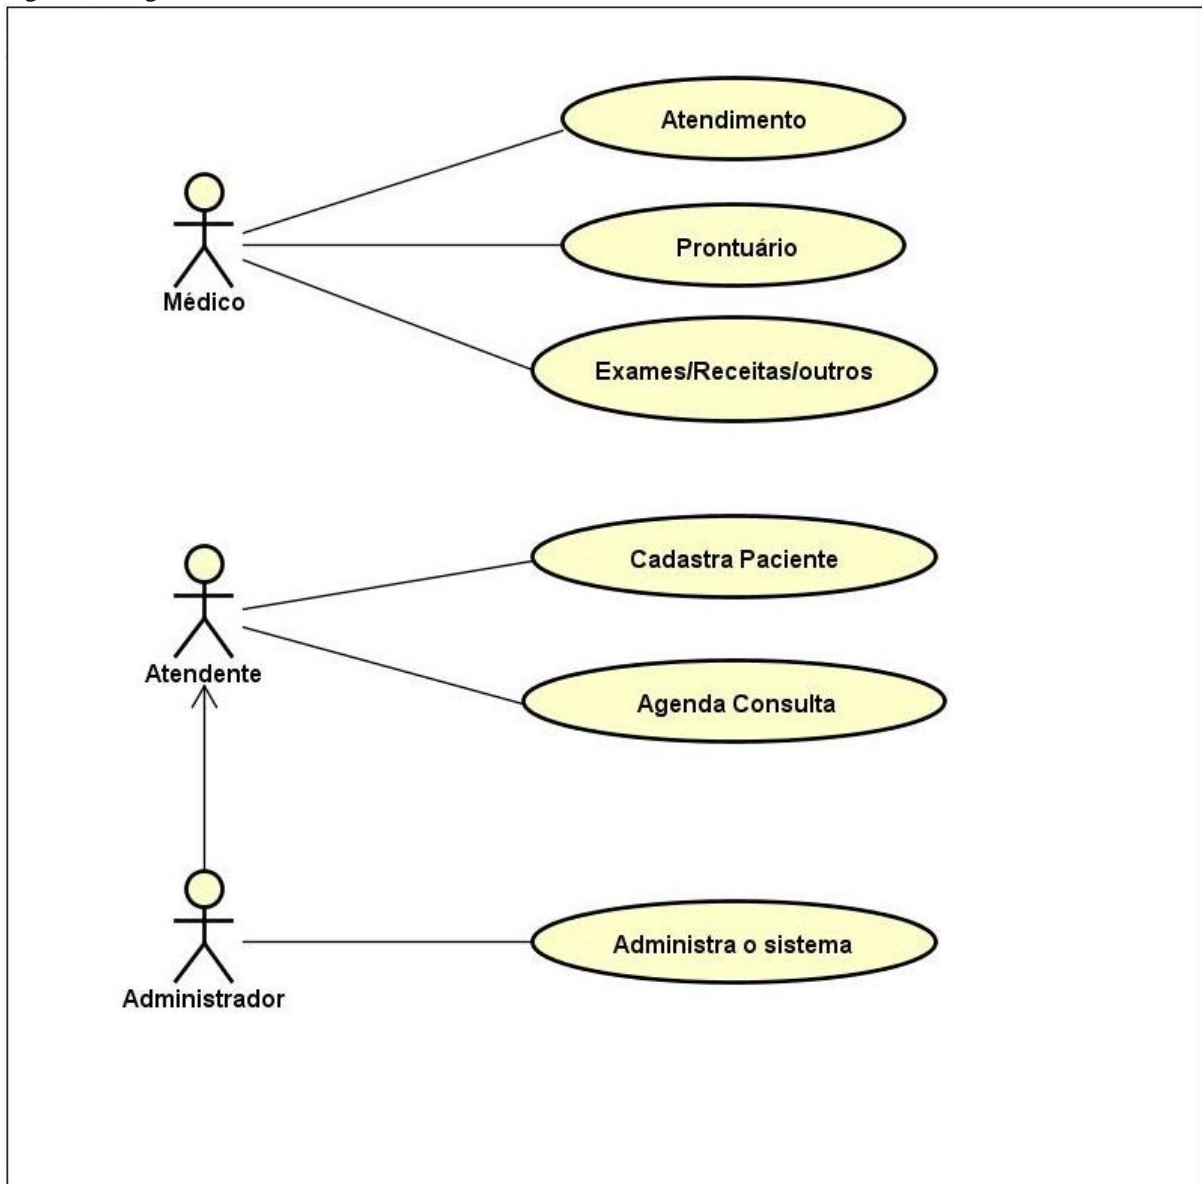 Atendimento
Prontuário
Médico
Exames/Receitas/outros
Cadastra Paciente
Atendente
Agenda Consulta
Administra o sistema
Administrador